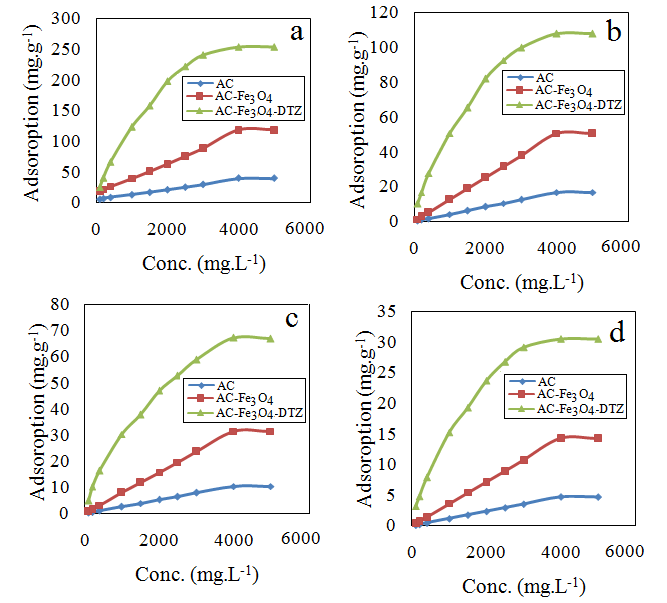 a
300
250
200
150
100
50
0
Adsoroption (mg.g-1)
AC
AC-Fe3O4
AC-Fe3O4-DTZ
0 2000 4000 6000
Conc. (mg.L-1)
b
120
100
80
60
40
20
0
Adsoroption (mg.g-1)
AC
AC-Fe3O4
AC-Fe3O4-DTZ
0 2000 4000 6000
Conc. (mg.L-1)
c
80
70
60
50
40
30
20
10
0
Adsoroption (mg.g-1)
AC
AC-Fe3O4
AC-Fe3O4-DTZ
0 2000 4000 6000
Conc. (mg.L-1)
d
35
30
25
20
15
10
5
0
Adsoroption (mg.g-1)
AC
AC-Fe3O4
AC-Fe3O4-DTZ
0 2000 4000 6000
Conc. (mg.L-1)